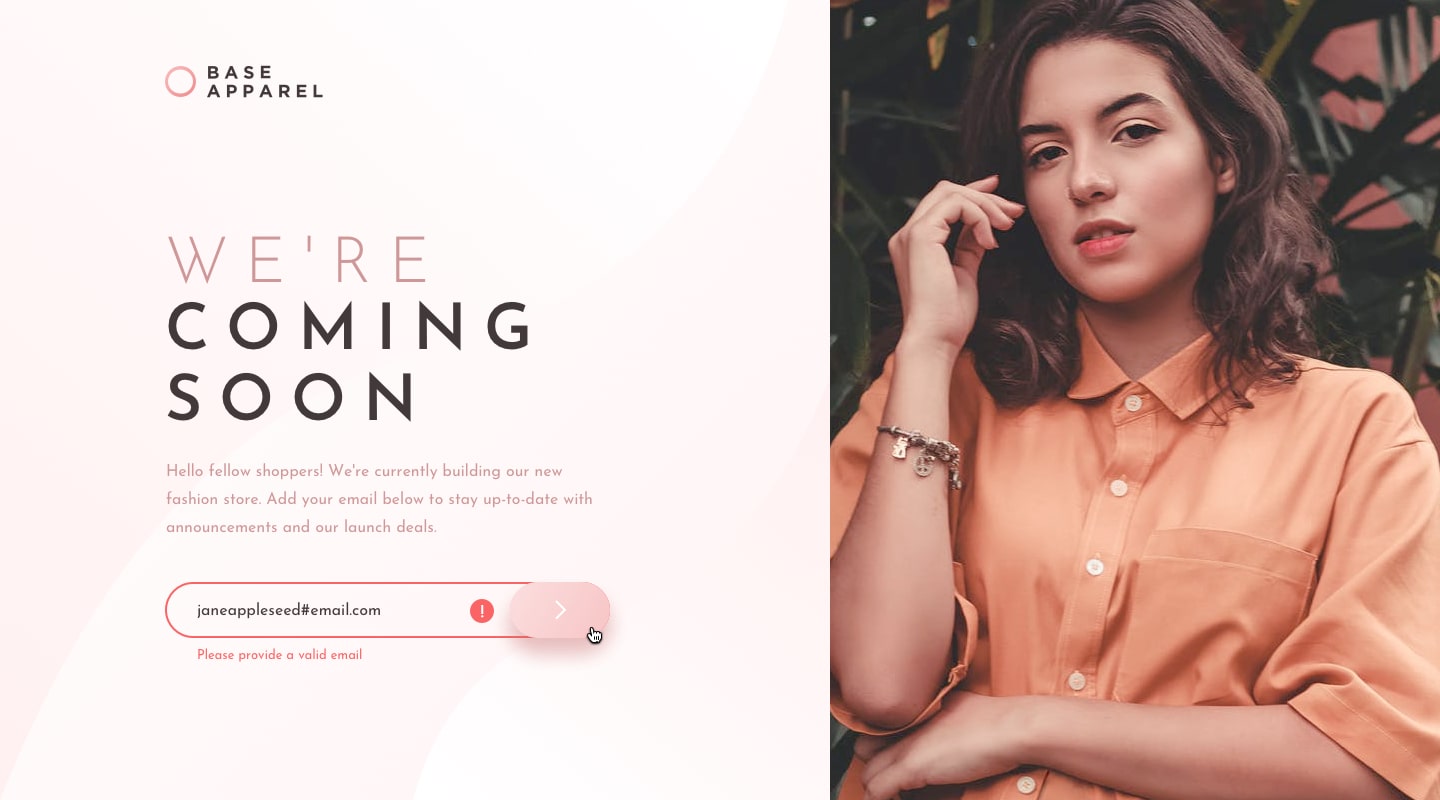 BASE
APPAREL
WE'RE
COMING
SOON
Hello fellow shoppers! We're currently building our new
fashion store. Add your email below to stay up-to-date with
announcements and our launch deals.
janeappleseed#email.com
!
Please provide a valid email